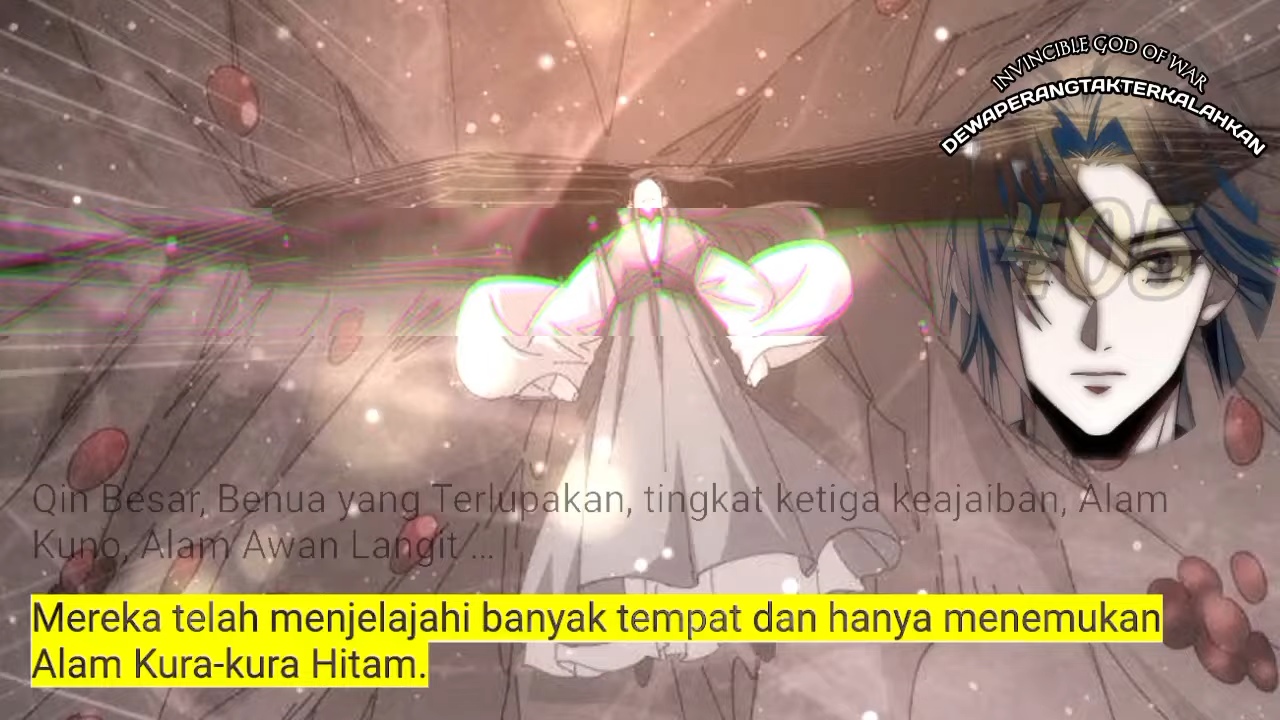 INVINCIBLE GOD OF WAR
DEWAPERANGTAKTERKALAHKAN
405
Qin Besar, Benua yang Terlupakan, tingkat ketiga keajaiban, Alam
Kuno, Alam Awan Langit ...
Mereka telah menjelajahi banyak tempat dan hanya menemukan
Alam Kura-kura Hitam.